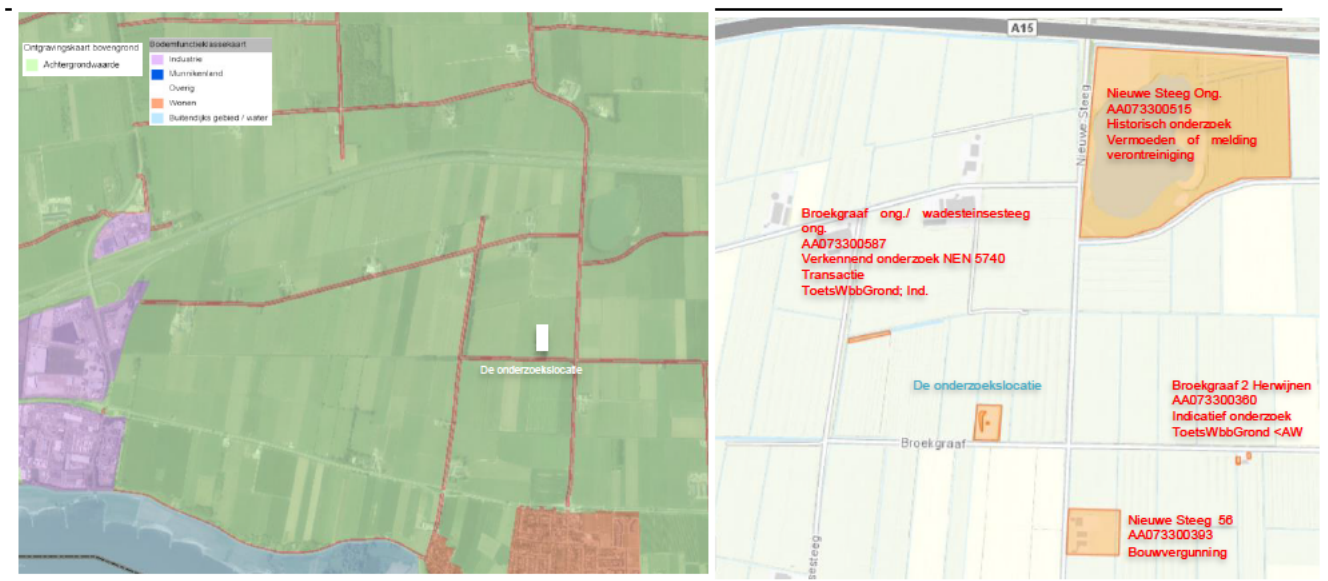 Ontgravingskaart bovengrond
Achtergrondwaarde
Bodemfunctieklassekaart
Industrie
Munnikenland
Overig
Wonen
Buitendijks gebied / water
De onderzoekslocatie
A15
Nieuwe Steeg
Nieuwe Steeg Ong.
AA073300515
Historisch onderzoek
Vermoeden of melding
verontreiniging
Broekgraaf ong./ wadesteinsesteeg
ong.
AA073300587
Verkennend onderzoek NEN 5740
Transactie
ToetsWbbGrond; Ind.
De onderzoekslocatie
Broekgraaf 2 Herwijnen
AA073300360
Indicatief onderzoek
ToetsWbbGrond <AW
Broekgraaf
Nieuwe Steeg 56
AA073300393
Bouwvergunning
sesteeg